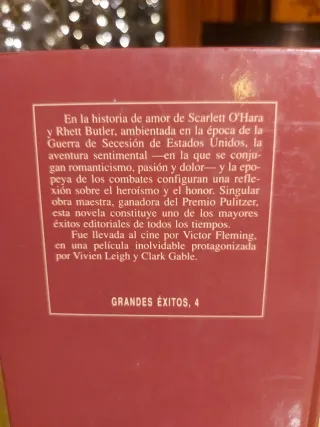 En la historia de amor de Scarlett O'Hara
y Rhett Butler, ambientada en la época de la
Guerra de Secesión de Estados Unidos, la
aventura sentimental —en la que se conju-
gan romanticismo, pasión y dolor— y la epo-
peya de los combates configuran una refle-
xión sobre el heroísmo y el honor. Singular
obra maestra, ganadora del Premio Pulitzer,
esta novela constituye uno de los mayores
éxitos editoriales de todos los tiempos.
Fue llevada al cine por Victor Fleming,
en una película inolvidable protagonizada
por Vivien Leigh y Clark Gable.
GRANDES ÉXITOS, 4